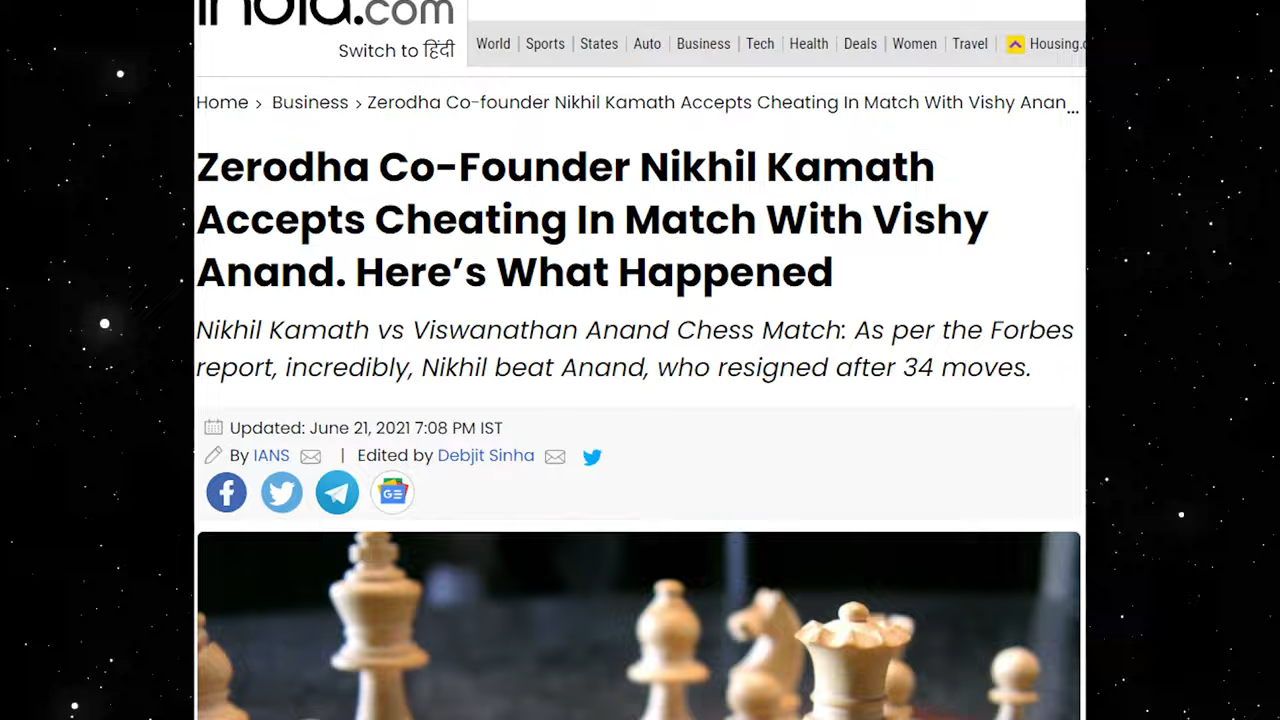 india.com
Switch to हिंदी
World Sports States Auto Business Tech Health Deals Women Travel Housing.c
Home > Business > Zerodha Co-founder Nikhil Kamath Accepts Cheating In Match With Vishy Anan...
Zerodha Co-Founder Nikhil Kamath
Accepts Cheating In Match With Vishy
Anand. Here’s What Happened
Nikhil Kamath vs Viswanathan Anand Chess Match: As per the Forbes
report, incredibly, Nikhil beat Anand, who resigned after 34 moves.
Updated: June 21, 2021 7:08 PM IST
By IANS | Edited by Debjit Sinha